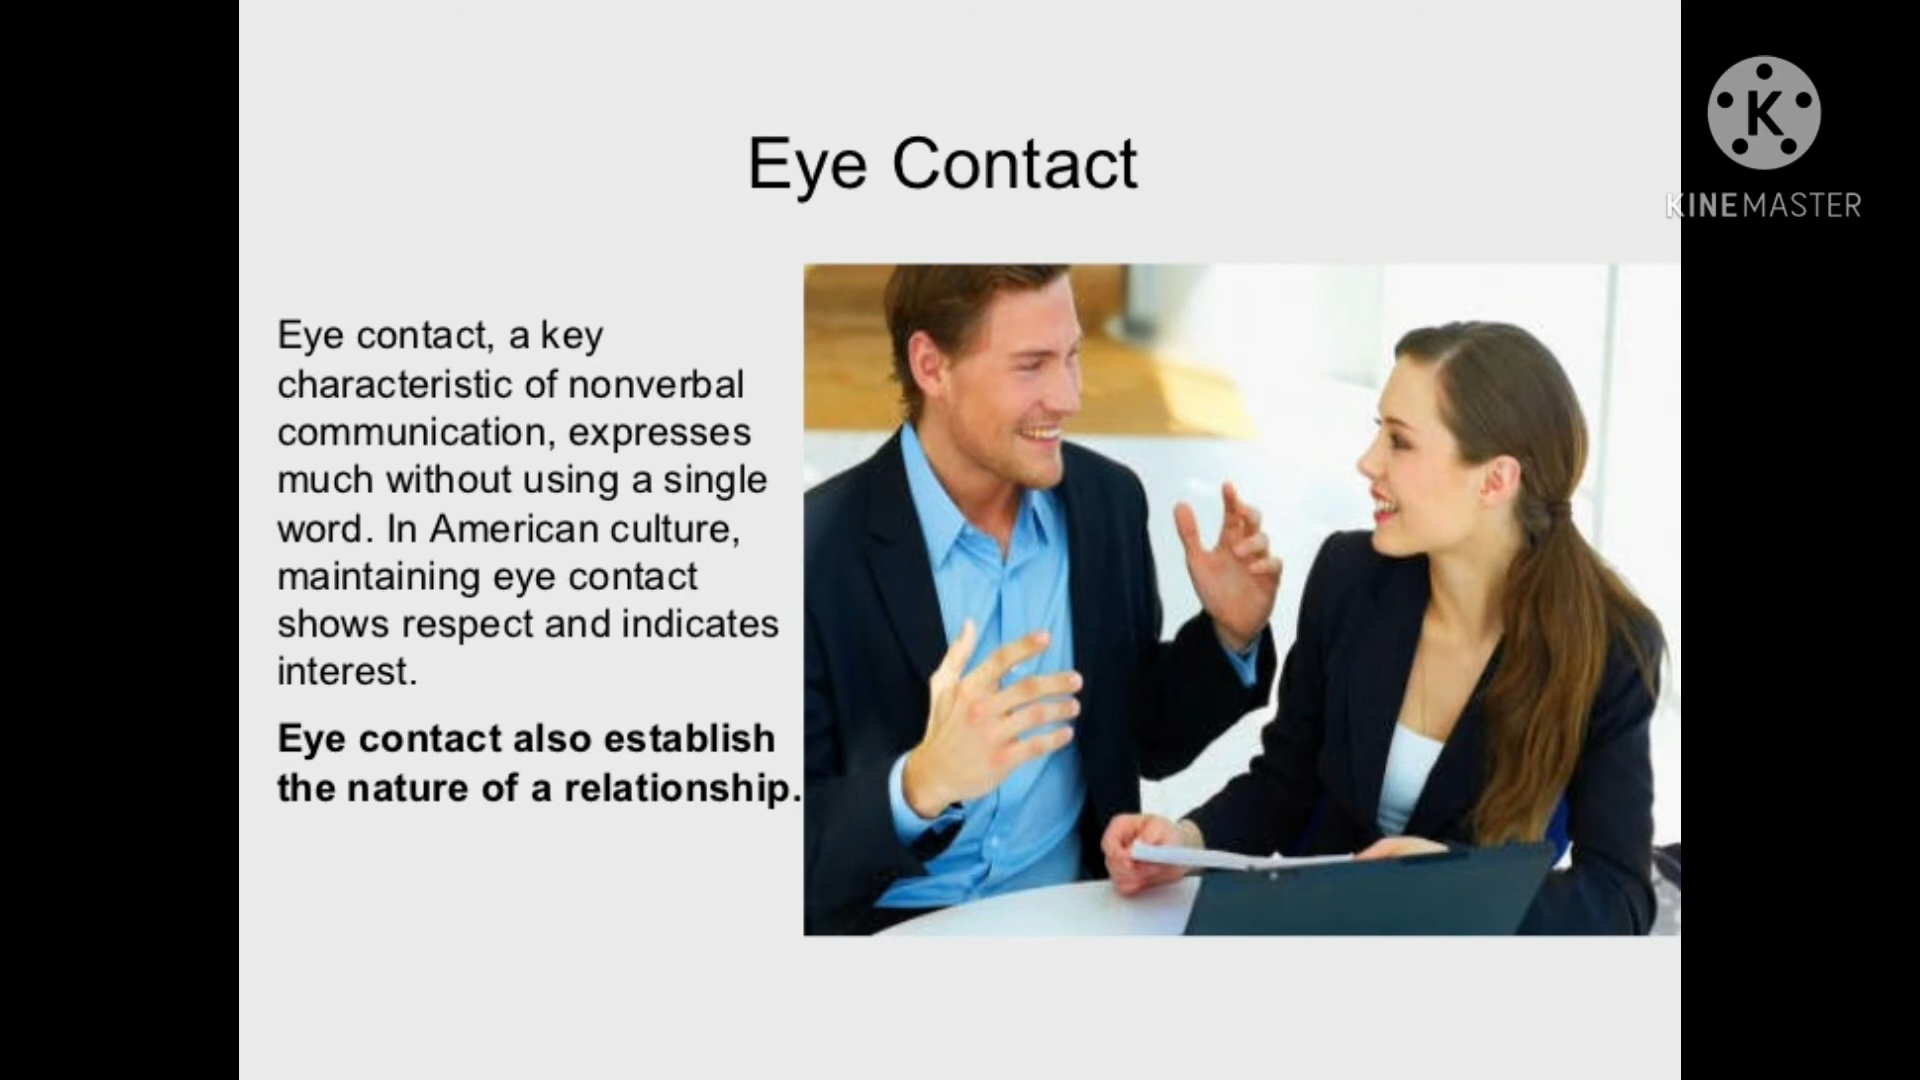 Eye Contact
Eye contact, a key
characteristic of nonverbal
communication, expresses
much without using a single
word. In American culture,
maintaining eye contact
shows respect and indicates
interest.
Eye contact also establish
the nature of a relationship.
K
KINEMASTER